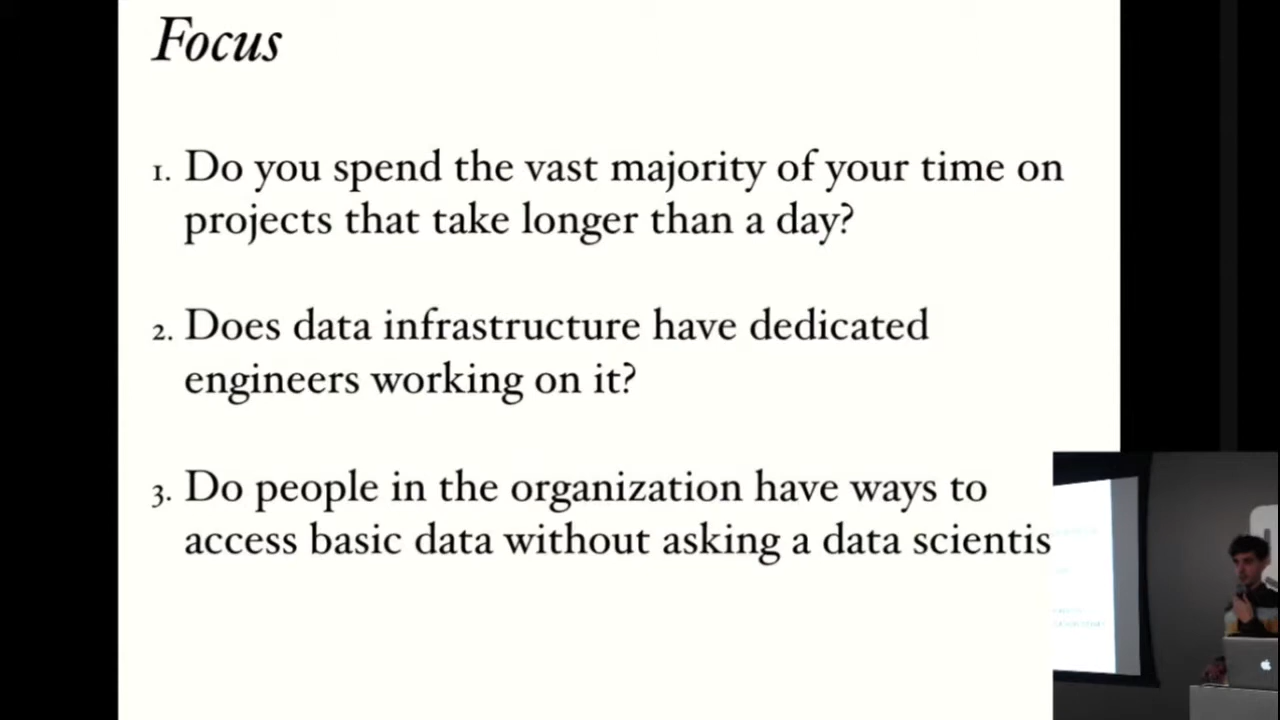 Focus
1. Do you spend the vast majority of your time on
projects that take longer than a day?
2. Does data infrastructure have dedicated
engineers working on it?
3. Do people in the organization have ways to
access basic data without asking a data scientis